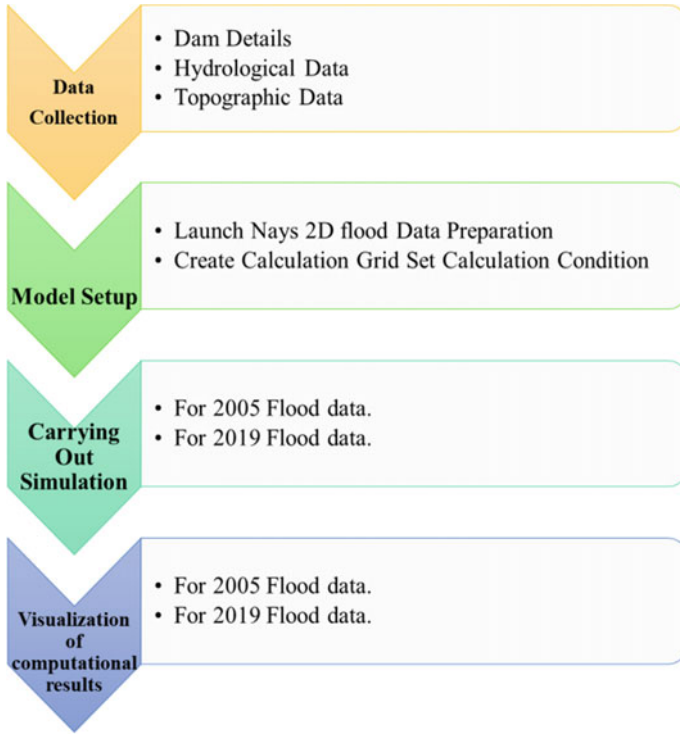 Data
Collection
• Dam Details
• Hydrological Data
• Topographic Data
Model Setup
• Launch Nays 2D flood Data Preparation
• Create Calculation Grid Set Calculation Condition
Carrying
Out
Simulation
• For 2005 Flood data.
• For 2019 Flood data.
Visualization
of
computational
results
• For 2005 Flood data.
• For 2019 Flood data.